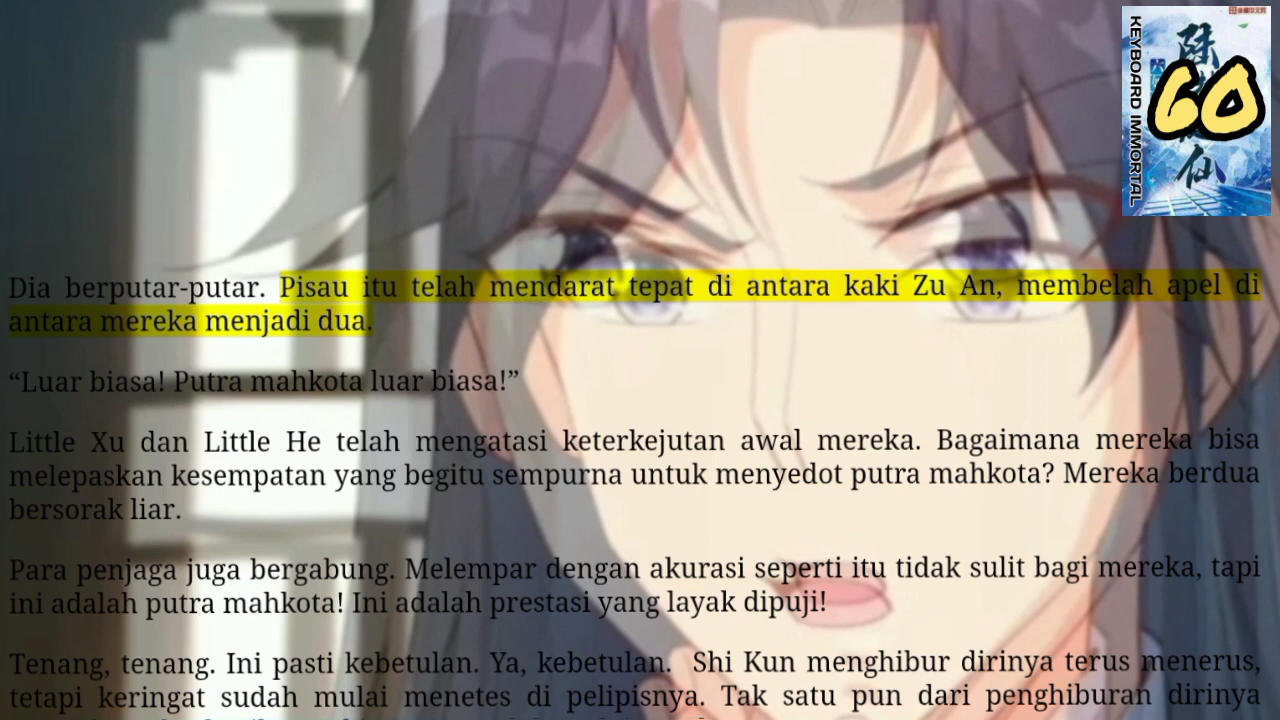 KEYBOARD IMMORTAL
60
仙
Dia berputar-putar. Pisau itu telah mendarat tepat di antara kaki Zu An, membelah apel di
antara mereka menjadi dua.
“Luar biasa! Putra mahkota luar biasa!”
Little Xu dan Little He telah mengatasi keterkejutan awal mereka. Bagaimana mereka bisa
melepaskan kesempatan yang begitu sempurna untuk menyedot putra mahkota? Mereka berdua
bersorak liar.
Para penjaga juga bergabung. Melempar dengan akurasi seperti itu tidak sulit bagi mereka, tapi
ini adalah putra mahkota! Ini adalah prestasi yang layak dipuji!
Tenang, tenang. Ini pasti kebetulan. Ya, kebetulan. Shi Kun menghibur dirinya terus menerus,
tetapi keringat sudah mulai menetes di pelipisnya. Tak satu pun dari penghiburan dirinya